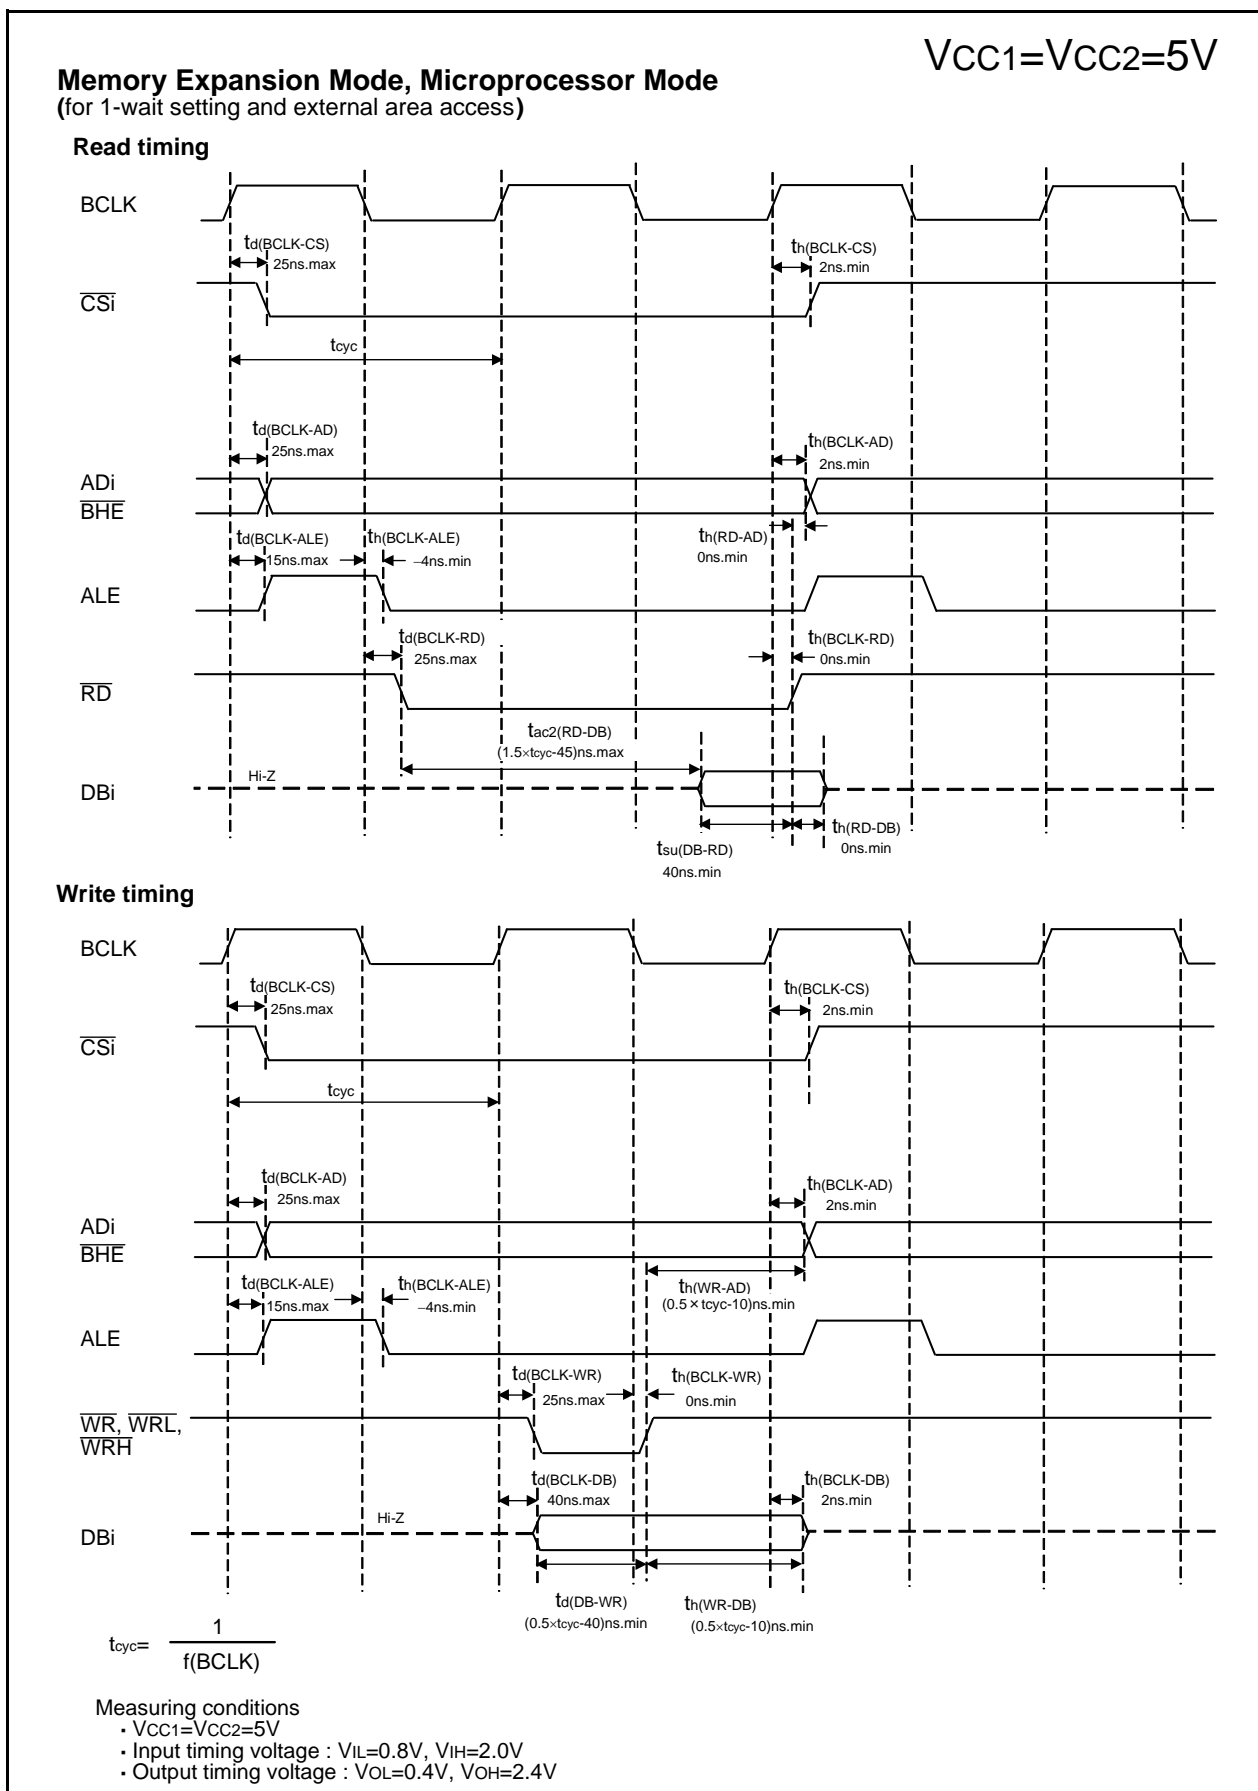 VCC1=VCC2=5V
Memory Expansion Mode, Microprocessor Mode
(for 1-wait setting and external area access)
Read timing
BCLK
td(BCLK-CS)
25ns.max
th(BCLK-CS)
2ns.min
CSi
tcyc
td(BCLK-AD)
25ns.max
th(BCLK-AD)
2ns.min
ADi
BHE
td(BCLK-ALE)
15ns.max
th(BCLK-ALE)
−4ns.min
th(RD-AD)
0ns.min
ALE
td(BCLK-RD)
25ns.max
th(BCLK-RD)
0ns.min
RD
tac2(RD-DB)
(1.5×tcyc-45)ns.max
Hi-Z
DBi
tsu(DB-RD)
40ns.min
th(RD-DB)
0ns.min
Write timing
BCLK
td(BCLK-CS)
25ns.max
th(BCLK-CS)
2ns.min
CSi
tcyc
td(BCLK-AD)
25ns.max
th(BCLK-AD)
2ns.min
ADi
BHE
td(BCLK-ALE)
15ns.max
th(BCLK-ALE)
−4ns.min
th(WR-AD)
(0.5×tcyc-10)ns.min
ALE
td(BCLK-WR)
25ns.max
th(BCLK-WR)
0ns.min
WR, WRL,
WRH
td(BCLK-DB)
40ns.max
th(BCLK-DB)
2ns.min
Hi-Z
DBi
td(DB-WR)
(0.5×tcyc-40)ns.min
th(WR-DB)
(0.5×tcyc-10)ns.min
tcyc= 1
f(BCLK)
Measuring conditions
· VCC1=VCC2=5V
· Input timing voltage : VIL=0.8V, VIH=2.0V
· Output timing voltage : VOL=0.4V, VOH=2.4V